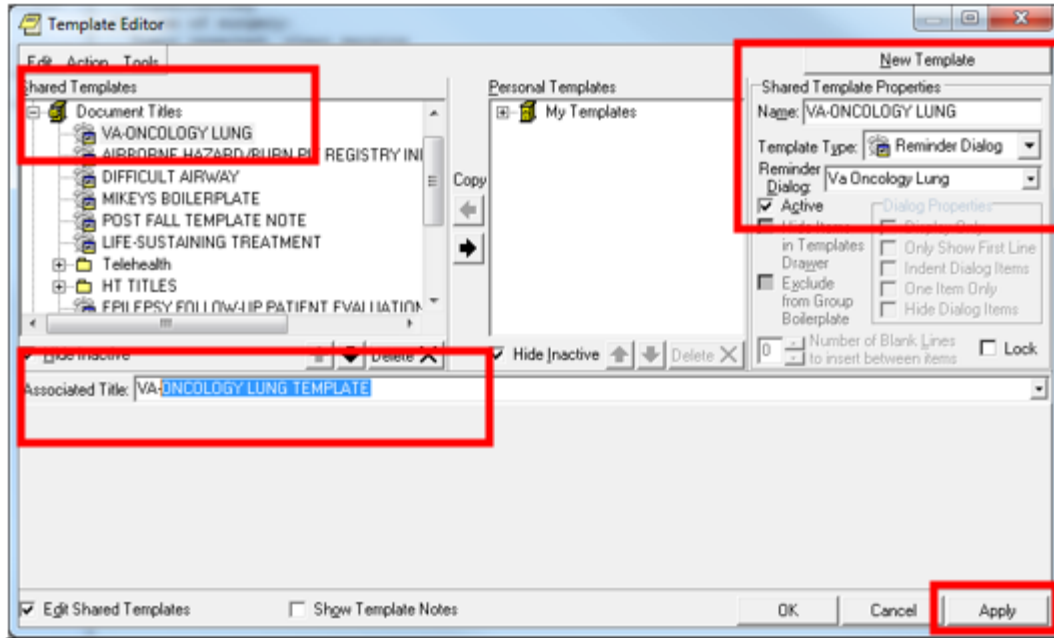 Template Editor
Edit Action Tools
New Template
Shared Templates
Document Titles
VA-ONCOLOGY LUNG
AIRBORNE HAZARD/BURN PIT REGISTRY INI
DIFFICULT AIRWAY
MIKEYS BOILERPLATE
POST FALL TEMPLATE NOTE
LIFE-SUSTAINING TREATMENT
Telehealth
HT TITLES
EPILEPSY FOLLOW-UP PATIENT EVALUATION
Hide Inactive
Delete
Copy
Personal Templates
My Templates
Hide Inactive
Delete
Shared Template Properties
Name: VA-ONCOLOGY LUNG
Template Type: Reminder Dialog
Reminder
Dialog: Va Oncology Lung
Active
Hide Items
in Templates
Drawer
Exclude
from Group
Boilerplate
Dialog Properties
Display Only
Only Show First Line
Indent Dialog Items
One Item Only
Hide Dialog Items
0 Number of Blank Lines
to insert between items
Lock
Associated Title: VA-ONCOLOGY LUNG TEMPLATE
Edit Shared Templates
Show Template Notes
OK
Cancel
Apply